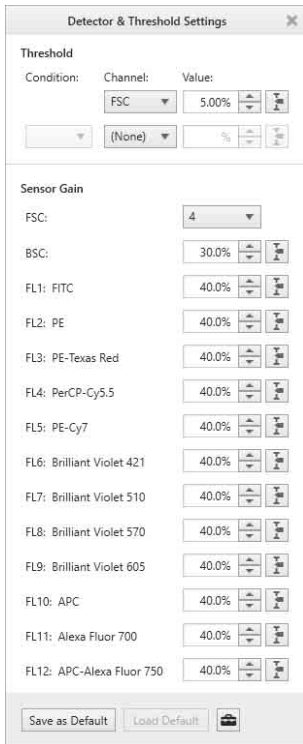 Detector & Threshold Settings
Threshold
Condition: Channel: Value:
FSC 5.00%
(None) %
Sensor Gain
FSC: 4
BSC: 30.0%
FL1: FITC 40.0%
FL2: PE 40.0%
FL3: PE-Texas Red 40.0%
FL4: PerCP-Cy5.5 40.0%
FL5: PE-Cy7 40.0%
FL6: Brilliant Violet 421 40.0%
FL7: Brilliant Violet 510 40.0%
FL8: Brilliant Violet 570 40.0%
FL9: Brilliant Violet 605 40.0%
FL10: APC 40.0%
FL11: Alexa Fluor 700 40.0%
FL12: APC-Alexa Fluor 750 40.0%
Save as Default Load Default